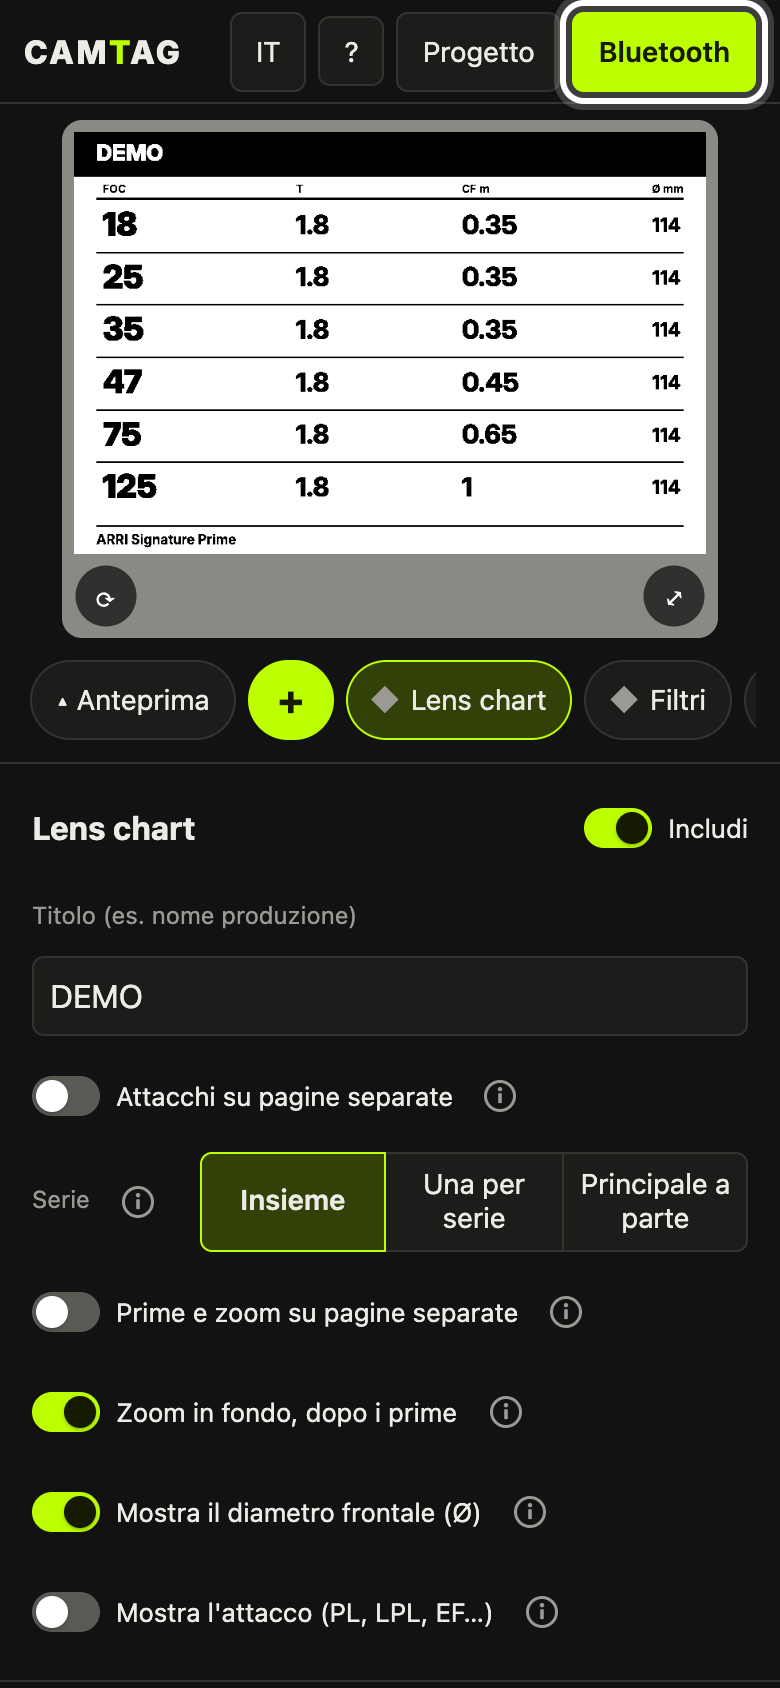 CAMTAG IT ? Progetto Bluetooth
DEMO
FOC T CF m Ø mm
18 1.8 0.35 114
25 1.8 0.35 114
35 1.8 0.35 114
47 1.8 0.45 114
75 1.8 0.65 114
125 1.8 1 114
ARRI Signature Prime
Anteprima + Lens chart Filtri
Lens chart Includi
Titolo (es. nome produzione)
DEMO
Attacchi su pagine separate
Serie Insieme Una per serie Principale a parte
Prime e zoom su pagine separate
Zoom in fondo, dopo i prime
Mostra il diametro frontale (Ø)
Mostra l'attacco (PL, LPL, EF...)